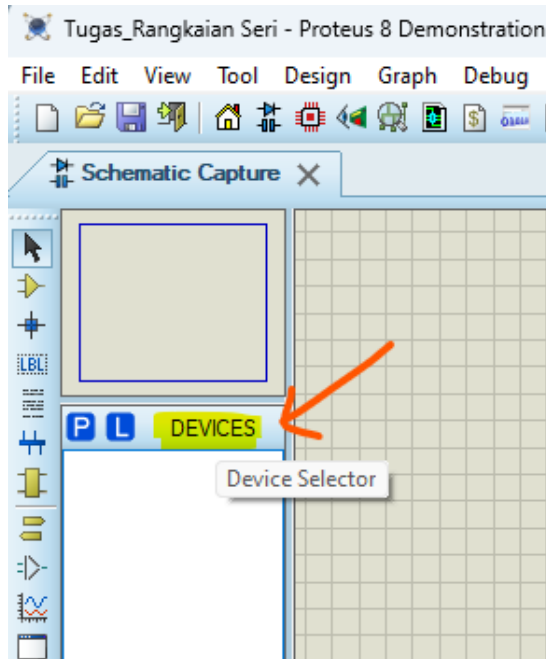 Tugas_Rangkaian Seri - Proteus 8 Demonstration
File Edit View Tool Design Graph Debug
$
Schematic Capture
LBL
P L DEVICES
Device Selector